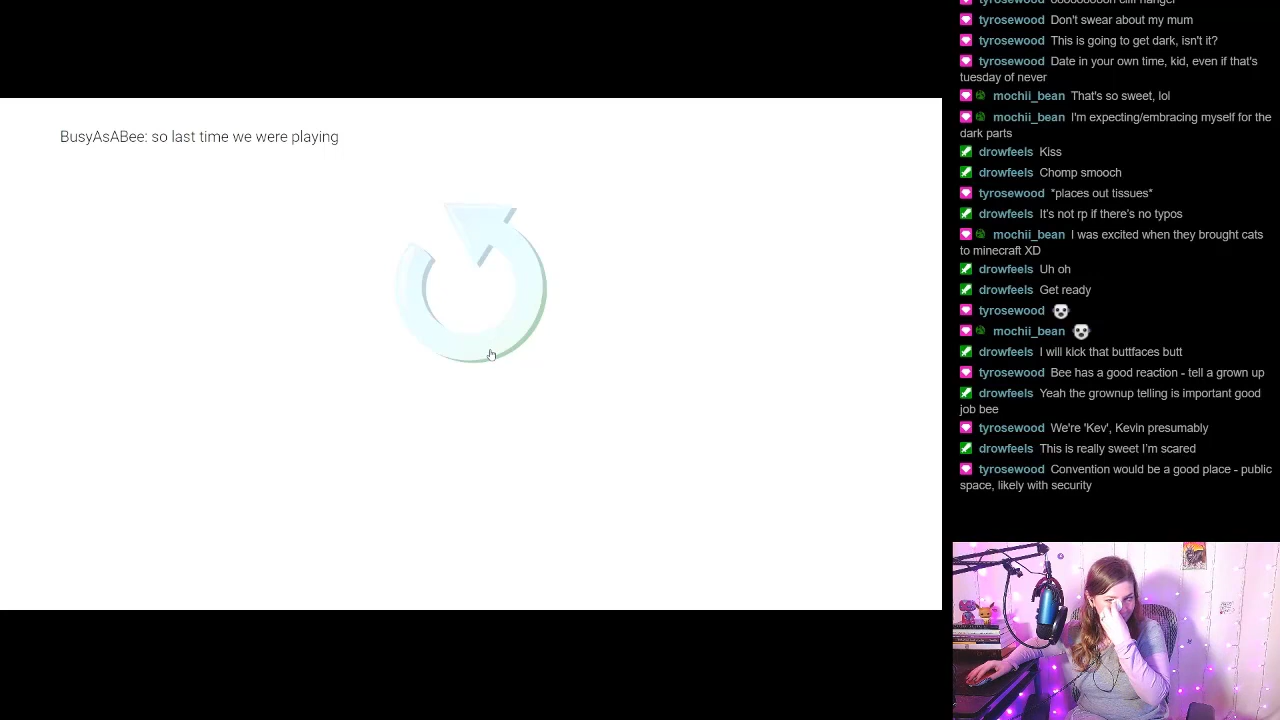 BusyAsABee: so last time we were playing
tyrosewood Don't swear about my mum
tyrosewood This is going to get dark, isn't it?
tyrosewood Date in your own time, kid, even if that's
tuesday of never
mochii_bean That's so sweet, lol
mochii_bean I'm expecting/embracing myself for the
dark parts
drowfeels Kiss
drowfeels Chomp smooch
tyrosewood *places out tissues*
drowfeels It's not rp if there's no typos
mochii_bean I was excited when they brought cats
to minecraft XD
drowfeels Uh oh
drowfeels Get ready
tyrosewood
mochii_bean
drowfeels I will kick that buttfaces butt
tyrosewood Bee has a good reaction - tell a grown up
drowfeels Yeah the grownup telling is important good
job bee
tyrosewood We're 'Kev', Kevin presumably
drowfeels This is really sweet I'm scared
tyrosewood Convention would be a good place - public
space, likely with security